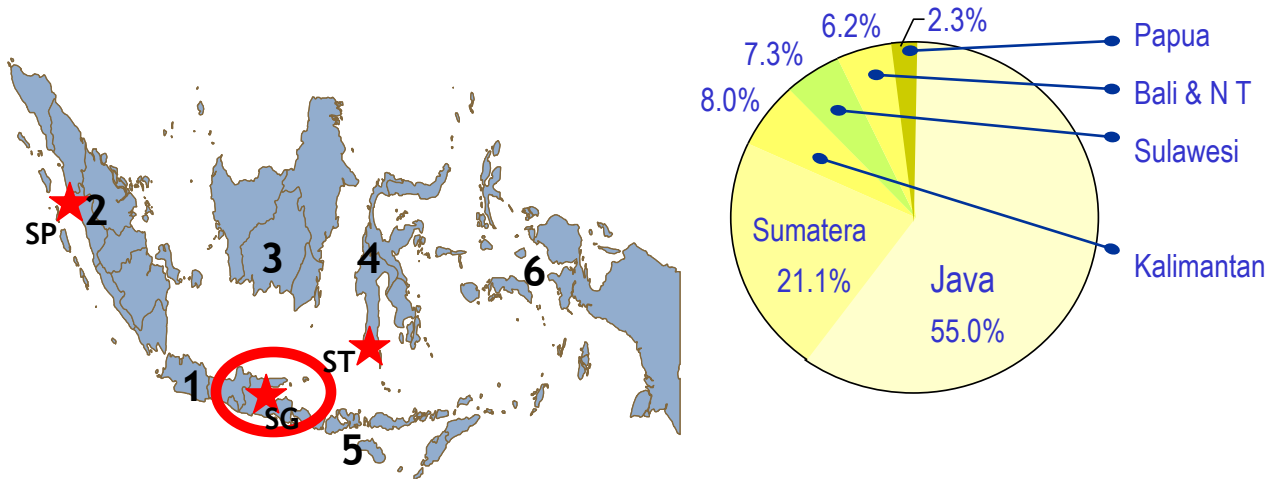 2
SP
3
4
6
ST
1
SG
5
2.3%
6.2%
7.3%
8.0%
Papua
Bali & N T
Sulawesi
Kalimantan
Sumatera
21.1%
Java
55.0%